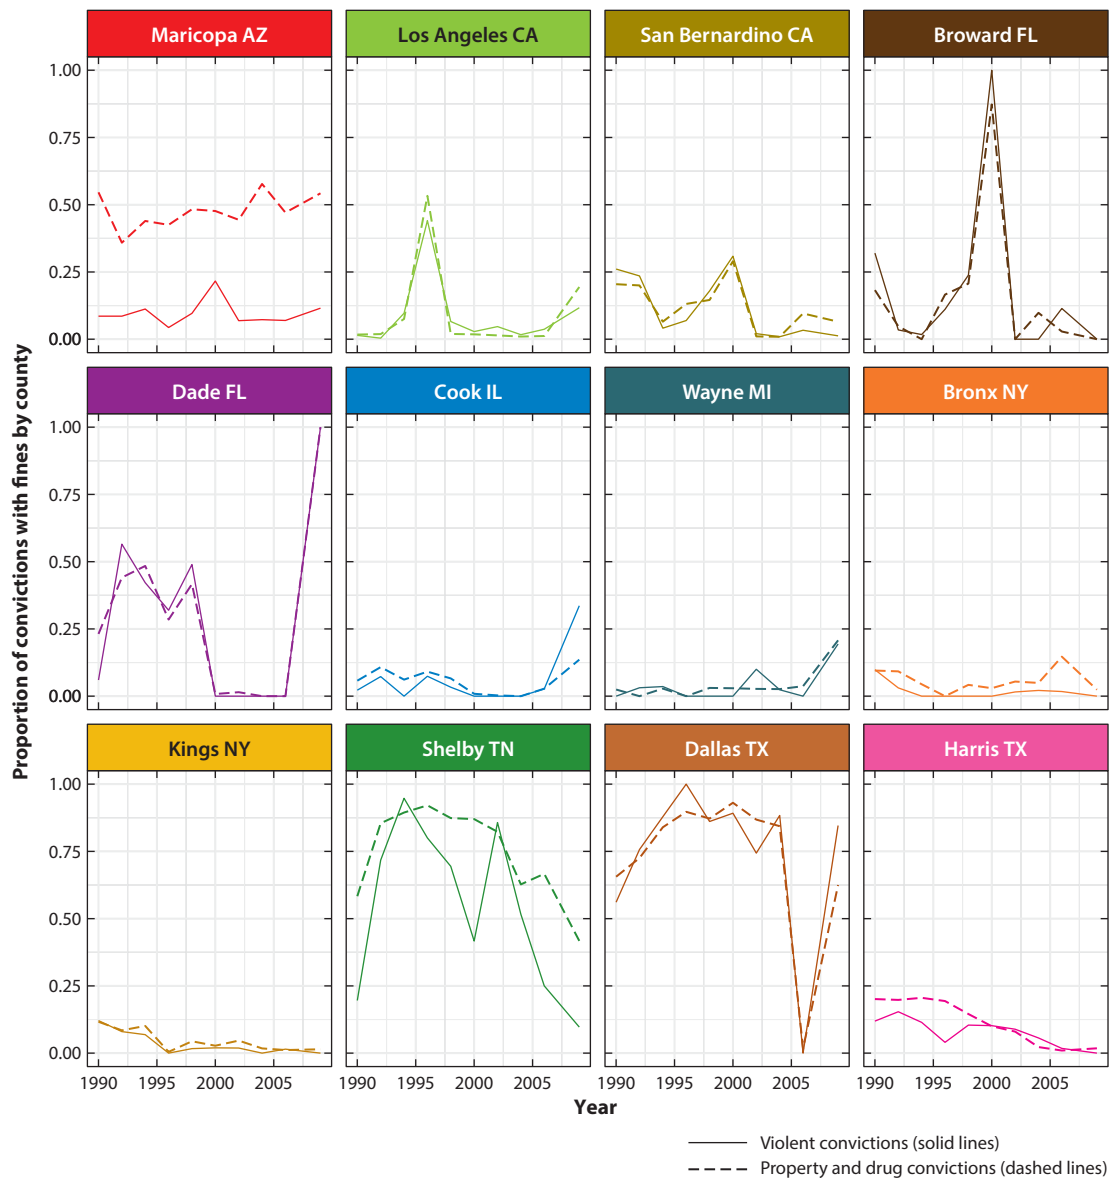 Maricopa AZ
Los Angeles CA
San Bernardino CA
Broward FL
1.00
0.75
0.50
0.25
0.00
Dade FL
Cook IL
Wayne MI
Bronx NY
1.00
0.75
0.50
0.25
0.00
Proportion of convictions with fines by county
Kings NY
Shelby TN
Dallas TX
Harris TX
1.00
0.75
0.50
0.25
0.00
1990 1995 2000 2005
1990 1995 2000 2005
1990 1995 2000 2005
1990 1995 2000 2005
Year
Violent convictions (solid lines)
Property and drug convictions (dashed lines)